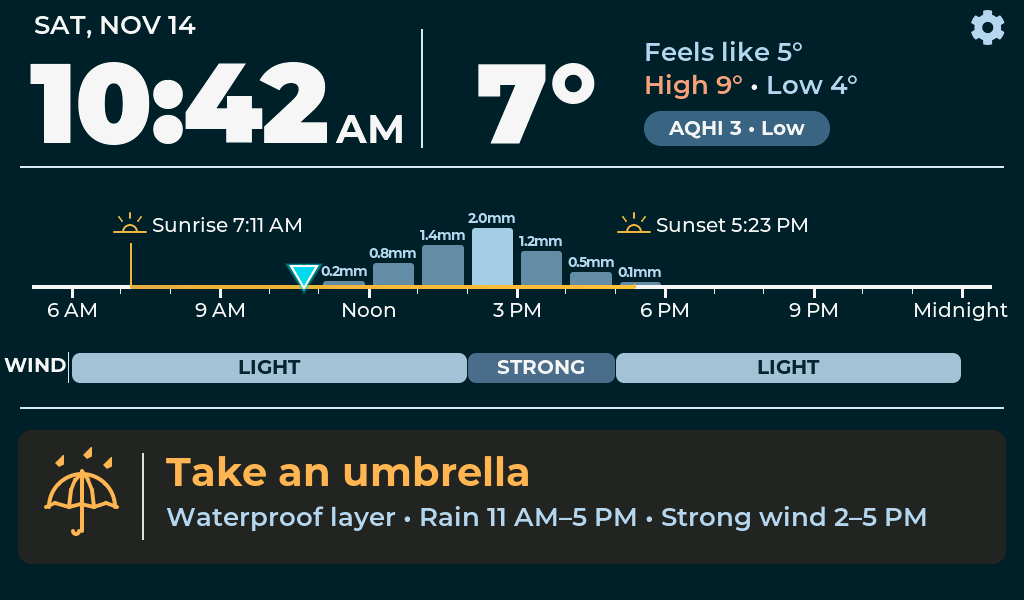 SAT, NOV 14
10:42 AM
7°
Feels like 5°
High 9° • Low 4°
AQHI 3 • Low
Sunrise 7:11 AM
0.2mm
0.8mm
1.4mm
2.0mm
1.2mm
0.5mm
0.1mm
Sunset 5:23 PM
6 AM
9 AM
Noon
3 PM
6 PM
9 PM
Midnight
WIND
LIGHT
STRONG
LIGHT
Take an umbrella
Waterproof layer • Rain 11 AM–5 PM • Strong wind 2–5 PM